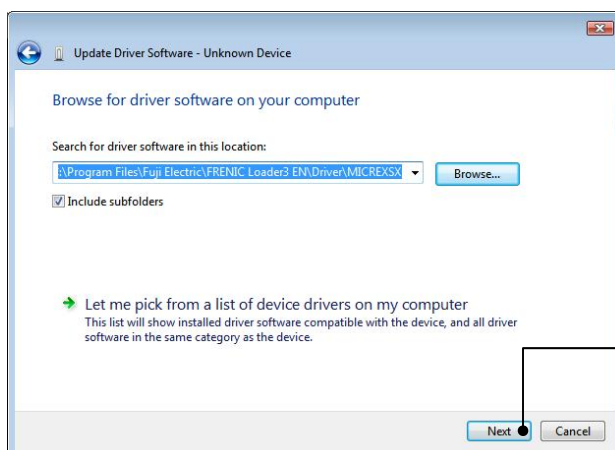 Update Driver Software - Unknown Device
Browse for driver software on your computer
Search for driver software in this location:
:\Program Files\Fuji Electric\FRENIC Loader3 EN\Driver\MICREXSX
Browse...
Include subfolders
Let me pick from a list of device drivers on my computer
This list will show installed driver software compatible with the device, and all driver
software in the same category as the device.
Next
Cancel